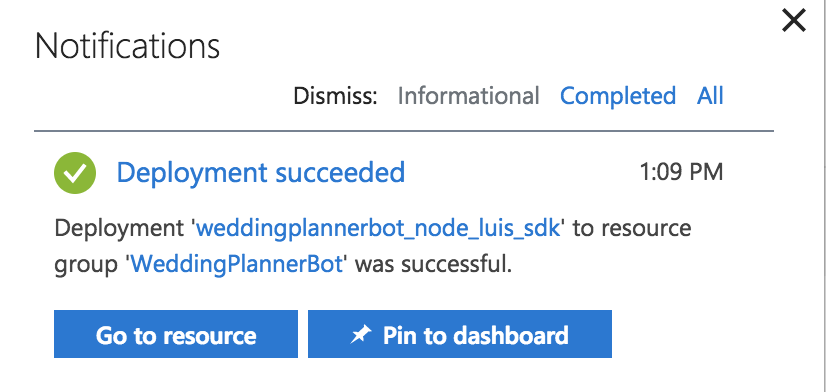 Notifications
Dismiss: Informational Completed All
Deployment succeeded 1:09 PM
Deployment 'weddingplannerbot_node_luis_sdk' to resource
group 'WeddingPlannerBot' was successful.
Go to resource Pin to dashboard